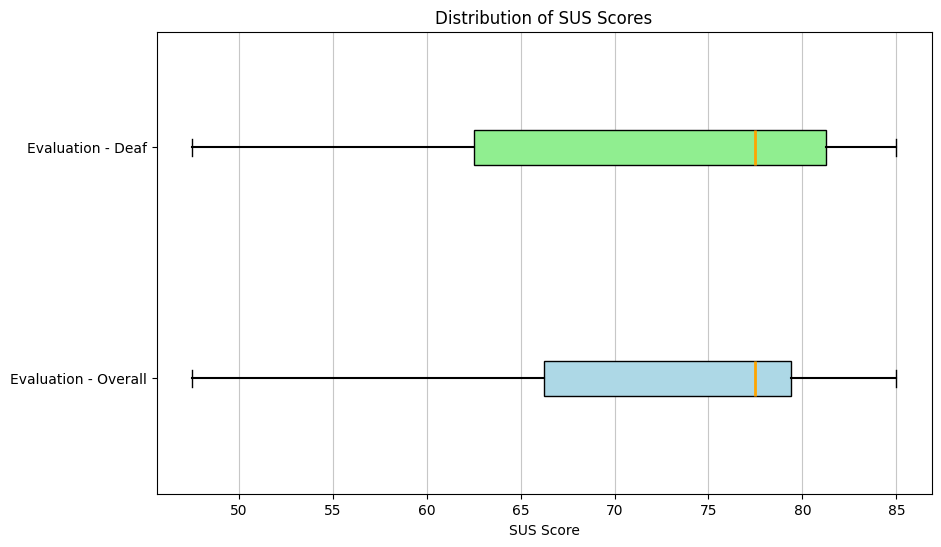 Distribution of SUS Scores
Evaluation - Deaf
Evaluation - Overall
50 55 60 65 70 75 80 85
SUS Score